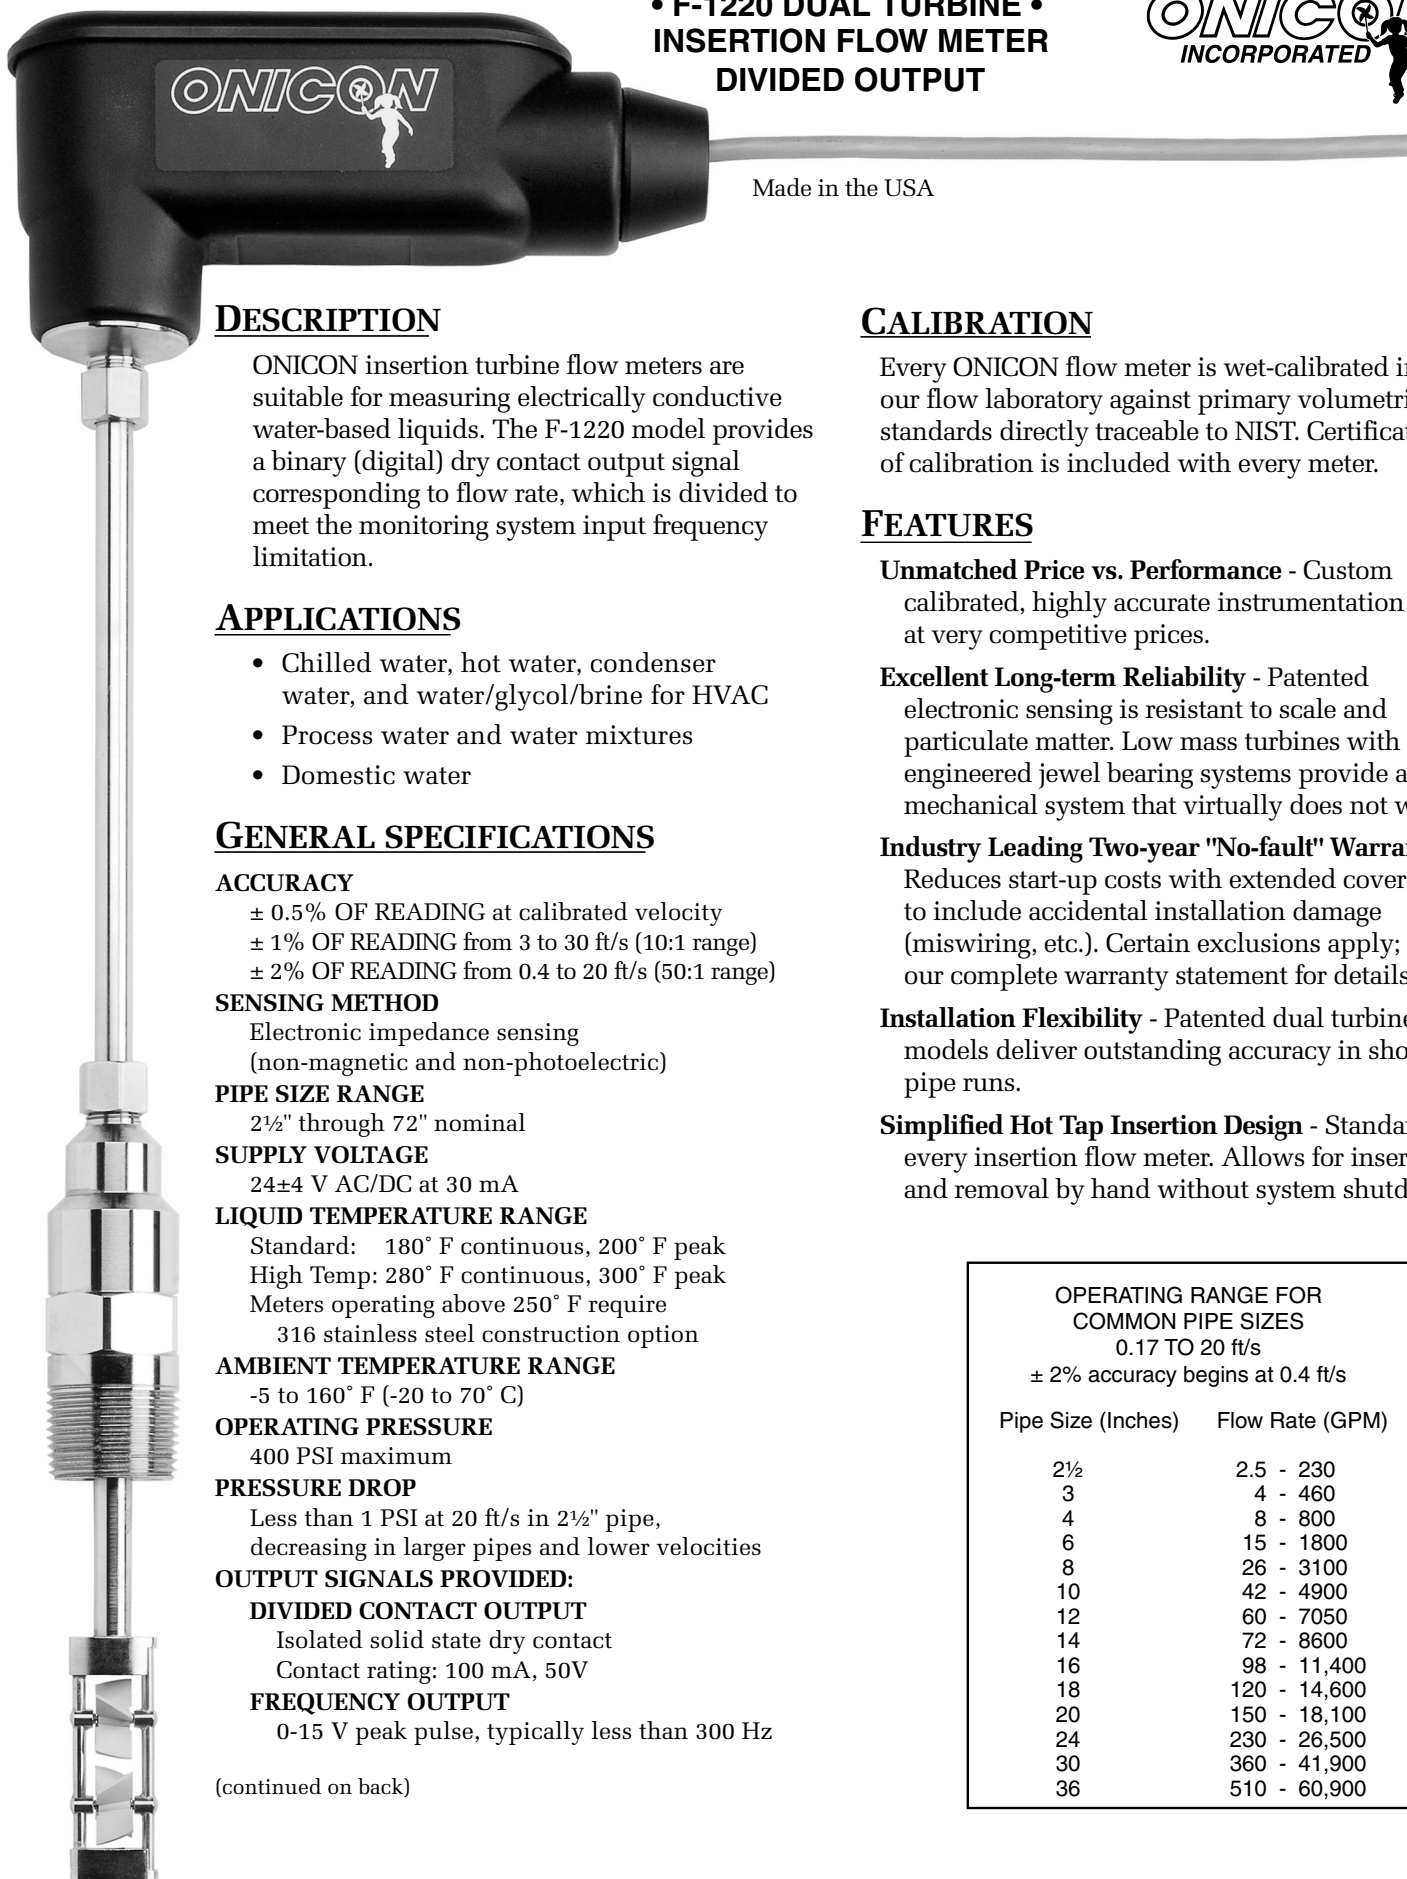 • F-1220 DUAL TURBINE •
INSERTION FLOW METER
DIVIDED OUTPUT
ONICON
INCORPORATED
ONICON
Made in the USA
DESCRIPTION
ONICON insertion turbine flow meters are
suitable for measuring electrically conductive
water-based liquids. The F-1220 model provides
a binary (digital) dry contact output signal
corresponding to flow rate, which is divided to
meet the monitoring system input frequency
limitation.
APPLICATIONS
• Chilled water, hot water, condenser
water, and water/glycol/brine for HVAC
• Process water and water mixtures
• Domestic water
GENERAL SPECIFICATIONS
ACCURACY
± 0.5% OF READING at calibrated velocity
± 1% OF READING from 3 to 30 ft/s (10:1 range)
± 2% OF READING from 0.4 to 20 ft/s (50:1 range)
SENSING METHOD
Electronic impedance sensing
(non-magnetic and non-photoelectric)
PIPE SIZE RANGE
2½" through 72" nominal
SUPPLY VOLTAGE
24±4 V AC/DC at 30 mA
LIQUID TEMPERATURE RANGE
Standard: 180˚ F continuous, 200˚ F peak
High Temp: 280˚ F continuous, 300˚ F peak
Meters operating above 250˚ F require
316 stainless steel construction option
AMBIENT TEMPERATURE RANGE
-5 to 160˚ F (-20 to 70˚ C)
OPERATING PRESSURE
400 PSI maximum
PRESSURE DROP
Less than 1 PSI at 20 ft/s in 2½" pipe,
decreasing in larger pipes and lower velocities
OUTPUT SIGNALS PROVIDED:
DIVIDED CONTACT OUTPUT
Isolated solid state dry contact
Contact rating: 100 mA, 50V
FREQUENCY OUTPUT
0-15 V peak pulse, typically less than 300 Hz
(continued on back)
CALIBRATION
Every ONICON flow meter is wet-calibrated
our flow laboratory against primary
standards directly traceable to NIST.
of calibration is included with every meter.
FEATURES
Unmatched Price vs. Performance - Custom
calibrated, highly accurate instrumentation
at very competitive prices.
Excellent Long-term Reliability - Patented
electronic sensing is resistant to scale and
particulate matter. Low mass turbines with
engineered jewel bearing systems provide a
mechanical system that virtually does not
Industry Leading Two-year "No-fault"
Reduces start-up costs with extended
to include accidental installation damage
(miswiring, etc.). Certain exclusions apply;
our complete warranty statement for details
Installation Flexibility - Patented dual
models deliver outstanding accuracy in
pipe runs.
Simplified Hot Tap Insertion Design -
every insertion flow meter. Allows for
and removal by hand without system
OPERATING RANGE FOR
COMMON PIPE SIZES
0.17 TO 20 ft/s
± 2% accuracy begins at 0.4 ft/s
Pipe Size (Inches) Flow Rate (GPM)
2½ 2.5 - 230
3 4 - 460
4 8 - 800
6 15 - 1800
8 26 - 3100
10 42 - 4900
12 60 - 7050
14 72 - 8600
16 98 - 11,400
18 120 - 14,600
20 150 - 18,100
24 230 - 26,500
30 360 - 41,900
36 510 - 60,900